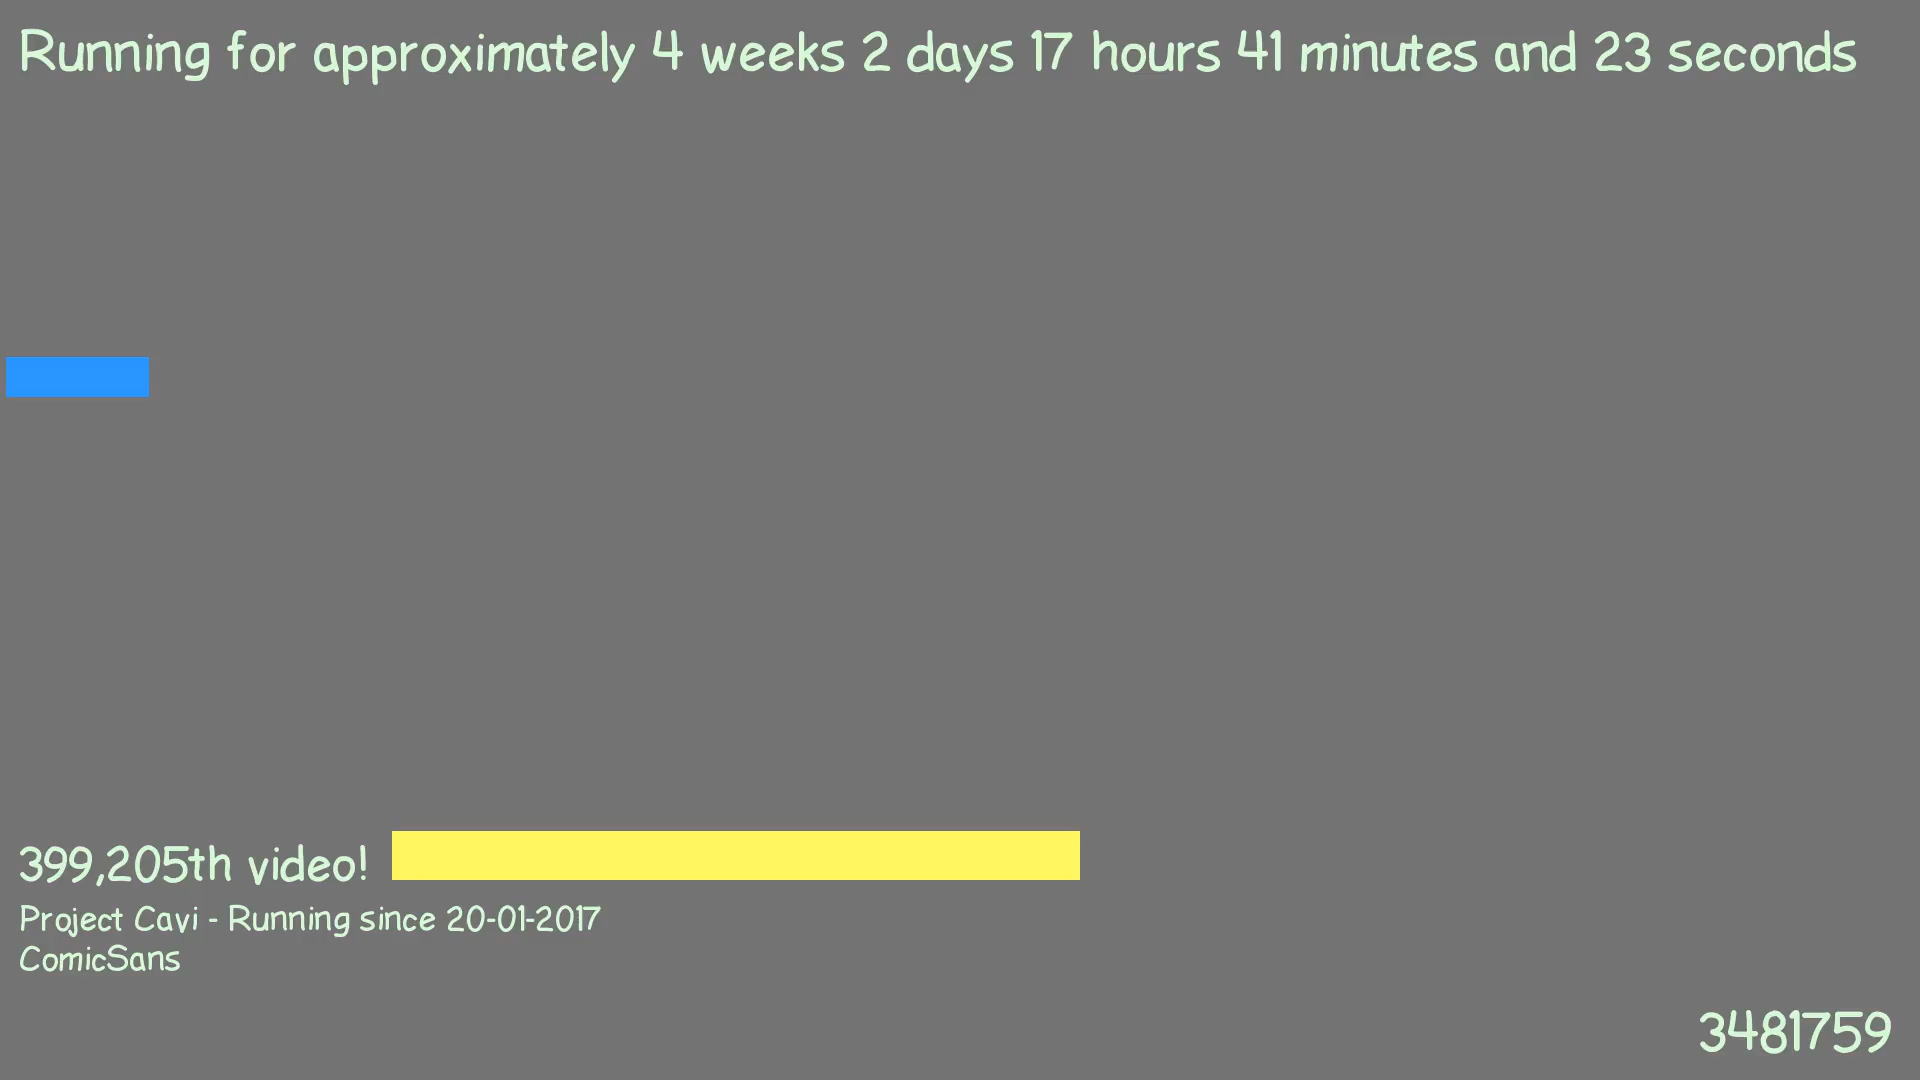 Running for approximately 4 weeks 2 days 17 hours 41 minutes and 23 seconds
399,205th video!
Project Cavi - Running since 20-01-2017
ComicSans
3481759